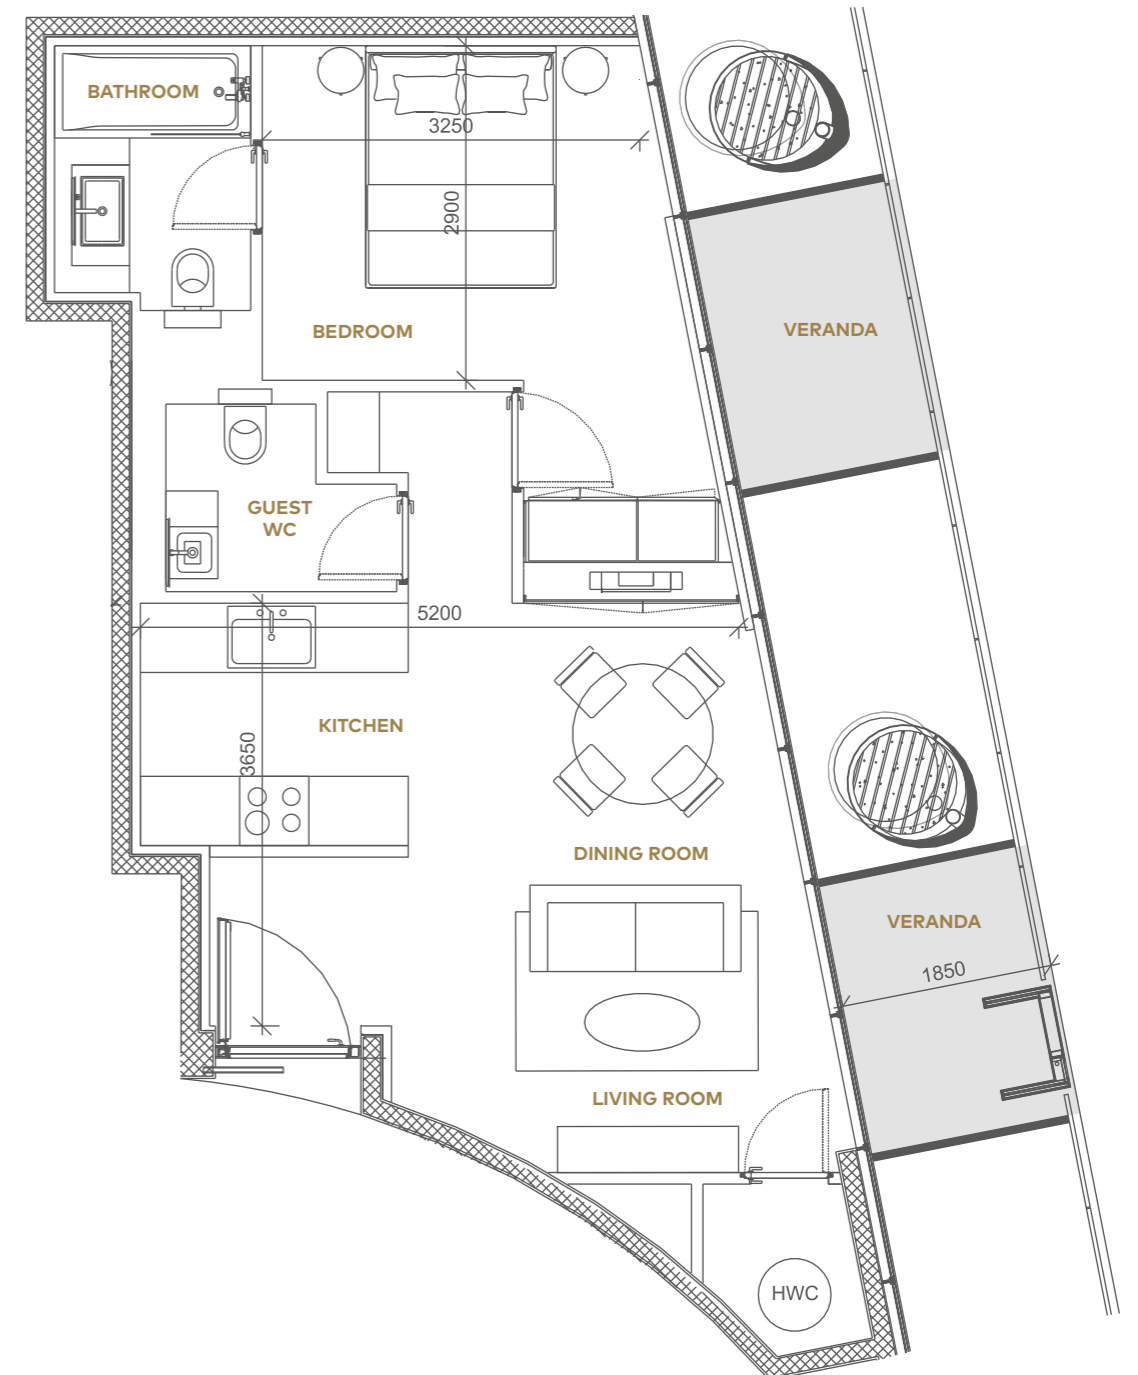 BATHROOM
3250
2900
BEDROOM
VERANDA
GUEST
WC
5200
KITCHEN
3650
DINING ROOM
VERANDA
1850
LIVING ROOM
HWC